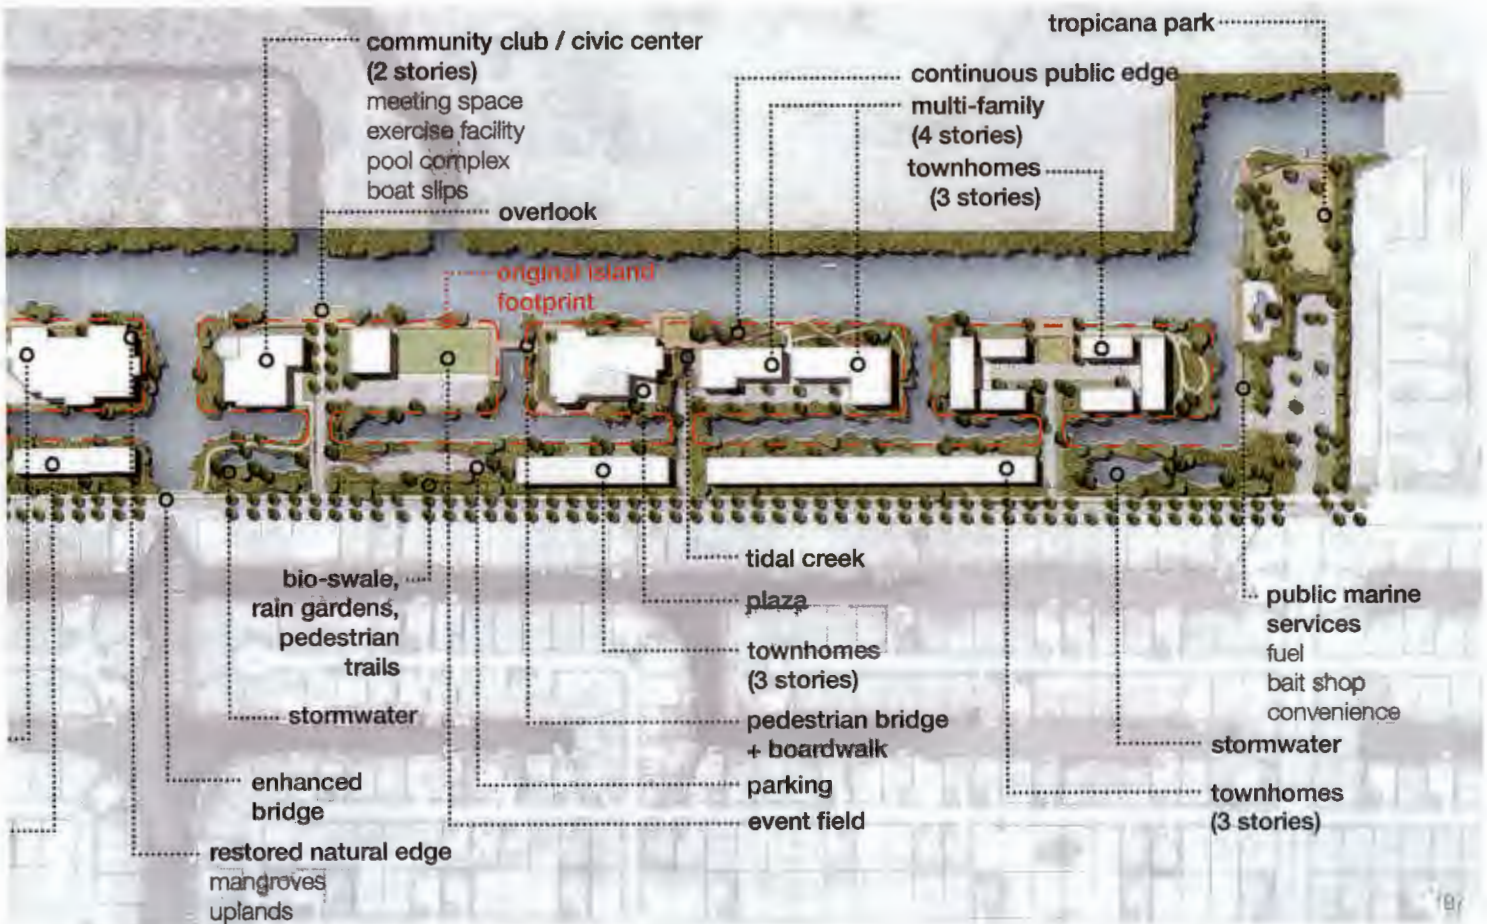 tropicana park
community club / civic center
(2 stories)
meeting space
exercise facility
pool complex
boat slips
continuous public edge
multi-family
(4 stories)
townhomes
(3 stories)
overlook
original island
footprint
tidal creek
bio-swale,
rain gardens,
pedestrian
trails
plaza
public marine
services
fuel
bait shop
convenience
townhomes
(3 stories)
stormwater
pedestrian bridge
+ boardwalk
stormwater
enhanced
bridge
parking
townhomes
(3 stories)
event field
restored natural edge
mangroves
uplands